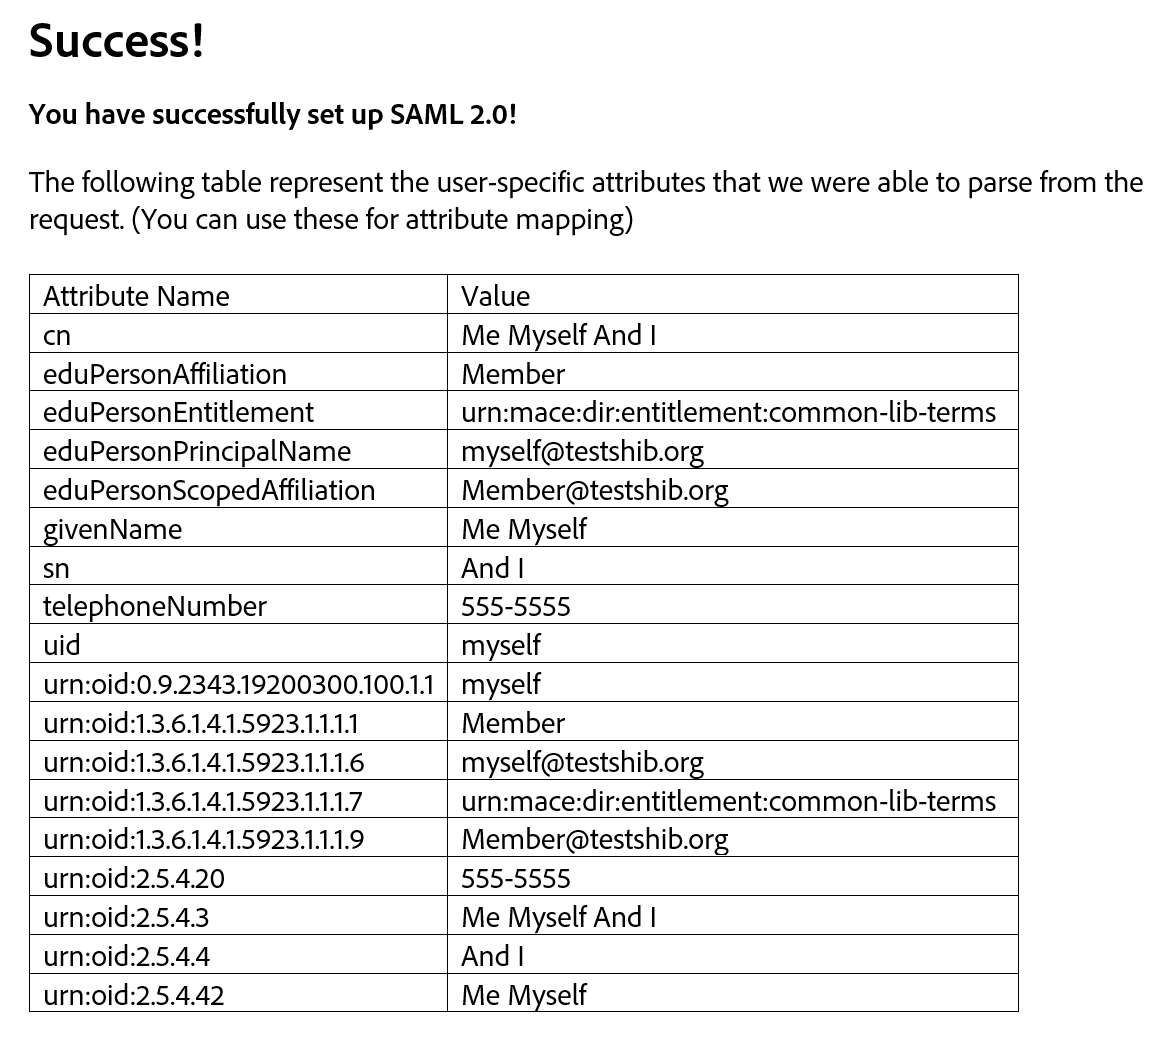 Success!
You have successfully set up SAML 2.0!
The following table represent the user-specific attributes that we were able to parse from the
request. (You can use these for attribute mapping)
Attribute Name Value
cn Me Myself And I
eduPersonAffiliation Member
eduPersonEntitlement urn:mace:dir:entitlement:common-lib-terms
eduPersonPrincipalName myself@testshib.org
eduPersonScopedAffiliation Member@testshib.org
givenName Me Myself
sn And I
telephoneNumber 555-5555
uid myself
urn:oid:0.9.2343.19200300.100.1.1 myself
urn:oid:1.3.6.1.4.1.5923.1.1.1.1 Member
urn:oid:1.3.6.1.4.1.5923.1.1.1.6 myself@testshib.org
urn:oid:1.3.6.1.4.1.5923.1.1.1.7 urn:mace:dir:entitlement:common-lib-terms
urn:oid:1.3.6.1.4.1.5923.1.1.1.9 Member@testshib.org
urn:oid:2.5.4.20 555-5555
urn:oid:2.5.4.3 Me Myself And I
urn:oid:2.5.4.4 And I
urn:oid:2.5.4.42 Me Myself